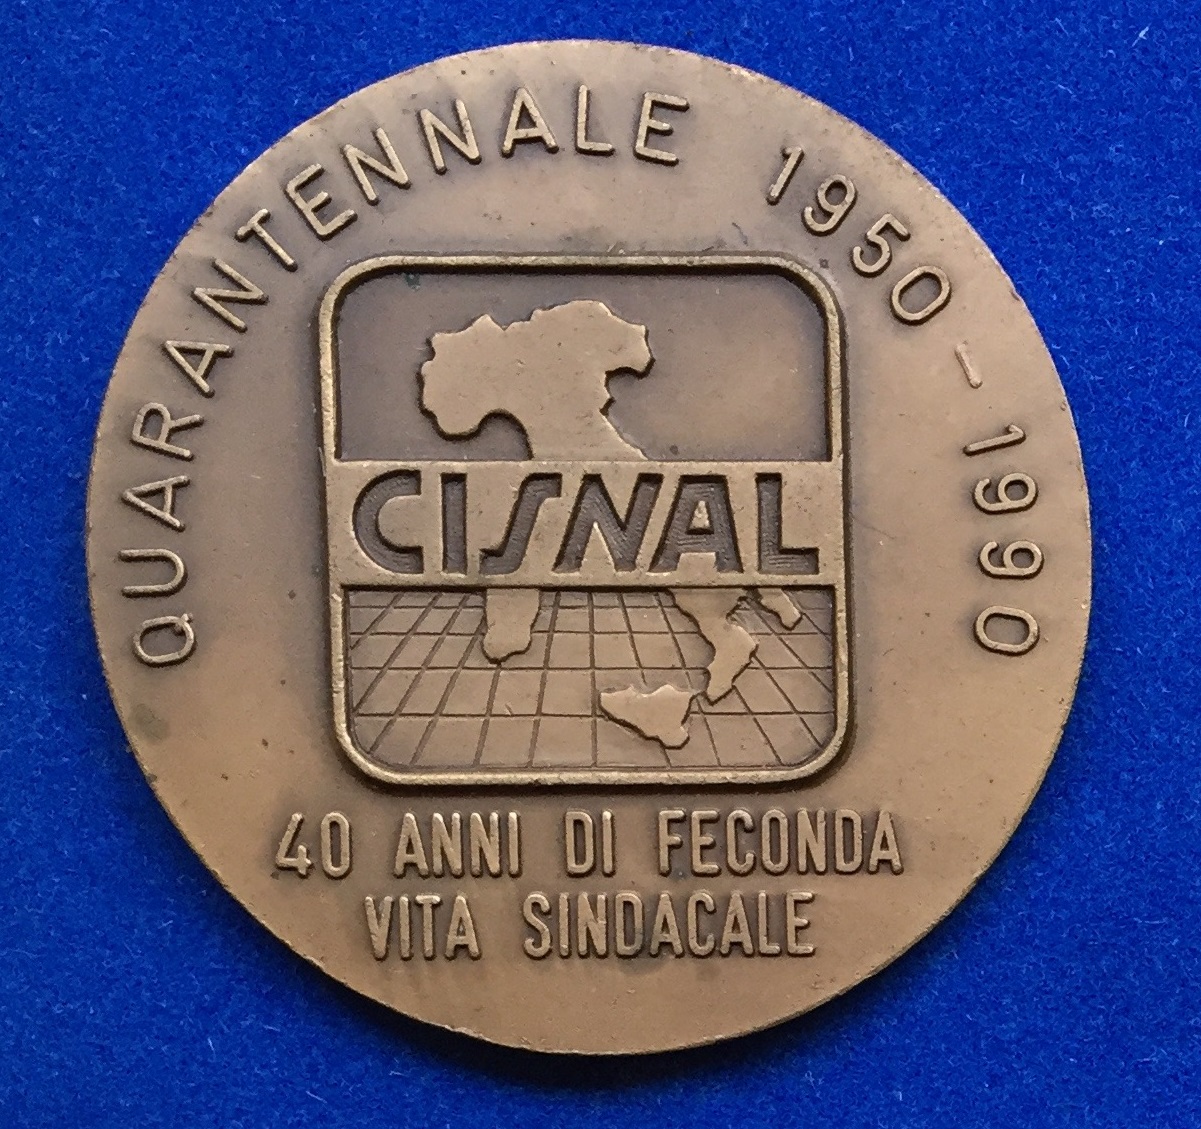 QUARANTENNALE 1950-1990
CISNAL
40 ANNI DI FECONDA
VITA SINDACALE